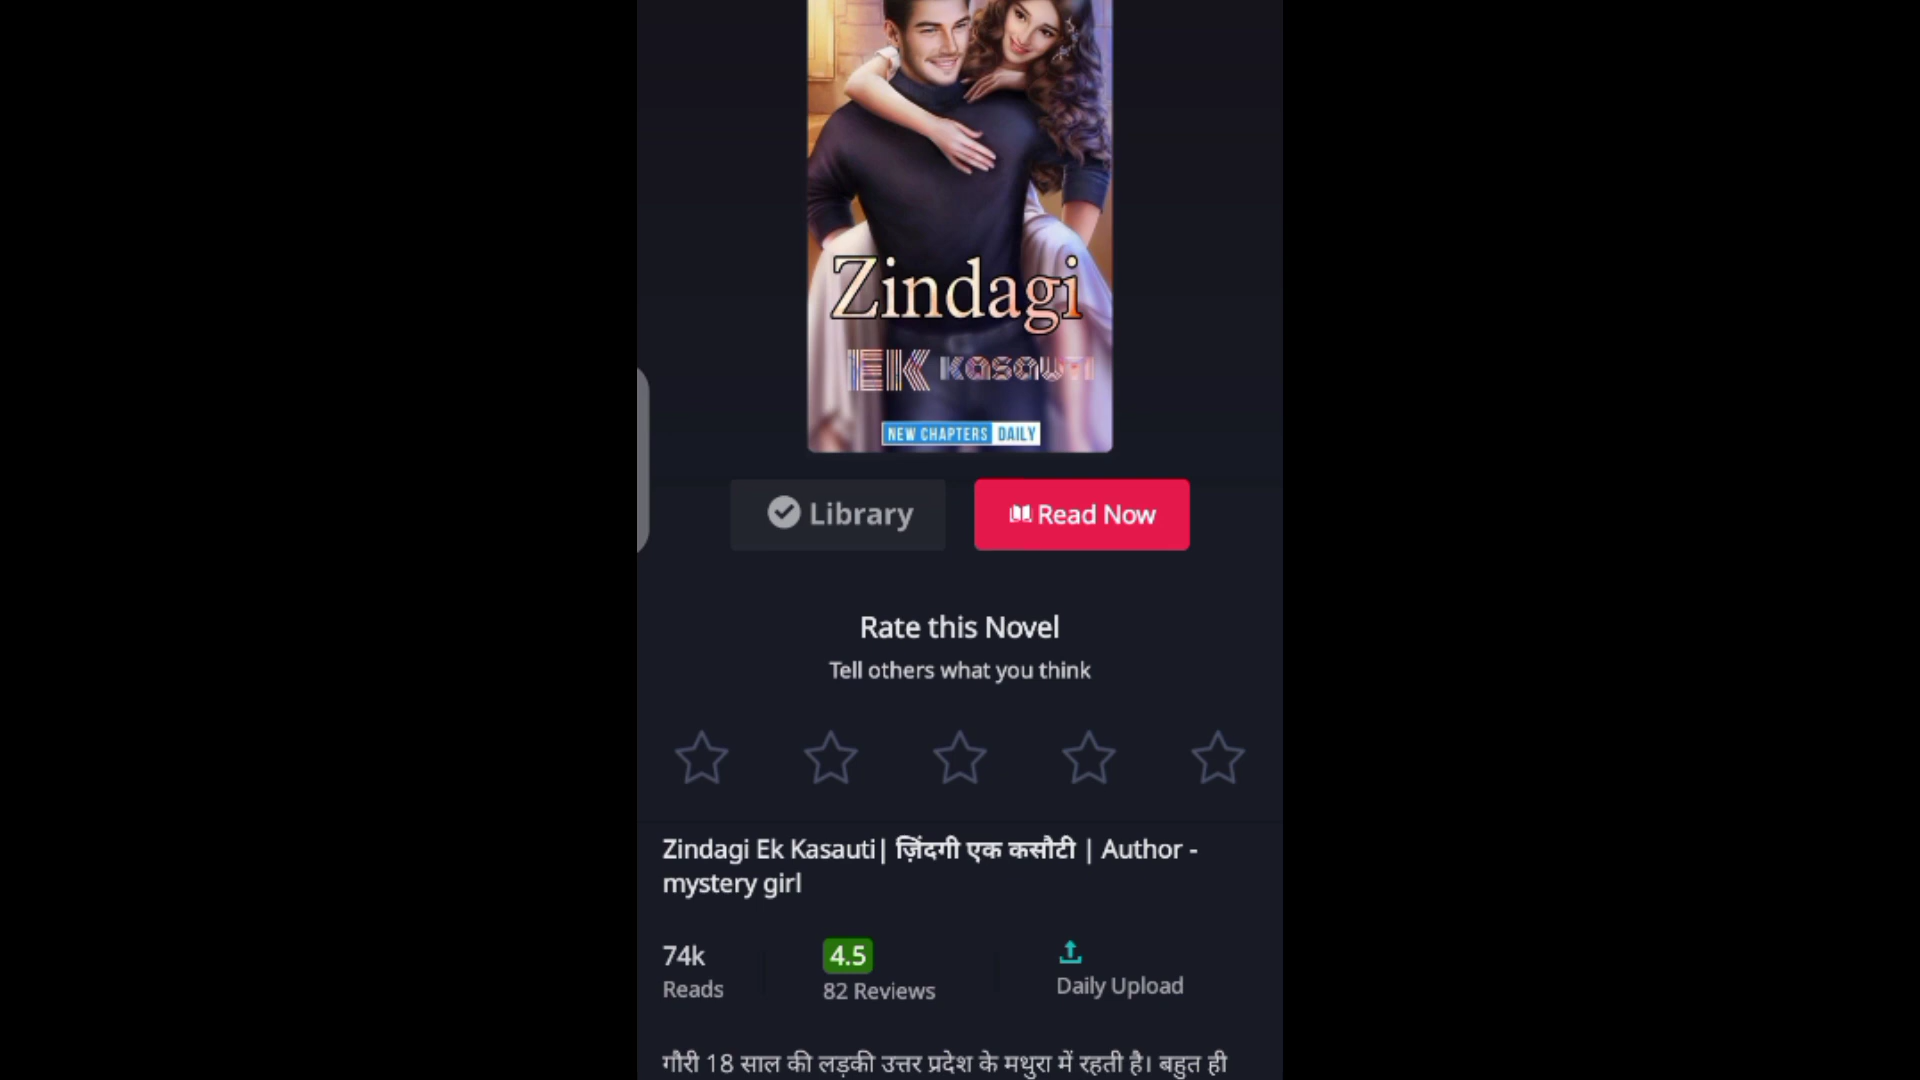 Zindagi
EK kasauti
NEW CHAPTERS DAILY
Library
Read Now
Rate this Novel
Tell others what you think
Zindagi Ek Kasauti| ज़िंदगी एक कसौटी | Author -
mystery girl
74k
Reads
4.5
82 Reviews
Daily Upload
गौरी 18 साल की लड़की उत्तर प्रदेश के मथुरा में रहती है। बहुत ही